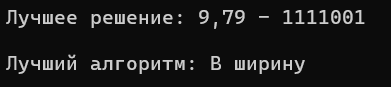 Лучшее решение: 9,79 - 1111001
Лучший алгоритм: В ширину